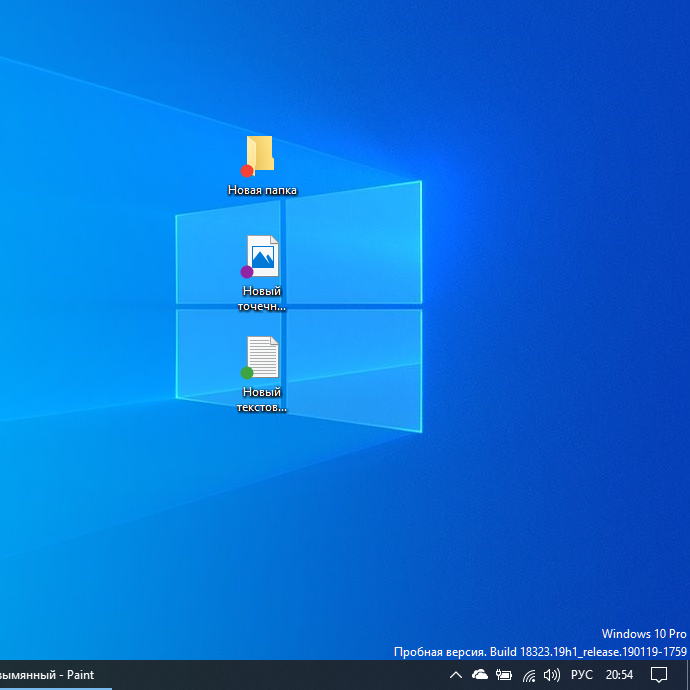 Новая папка
Новый
точечн...
Новый
текстов...
Windows 10 Pro
Пробная версия. Build 18323.19h1_release.190119-1759
зымянный - Paint
РУС
20:54